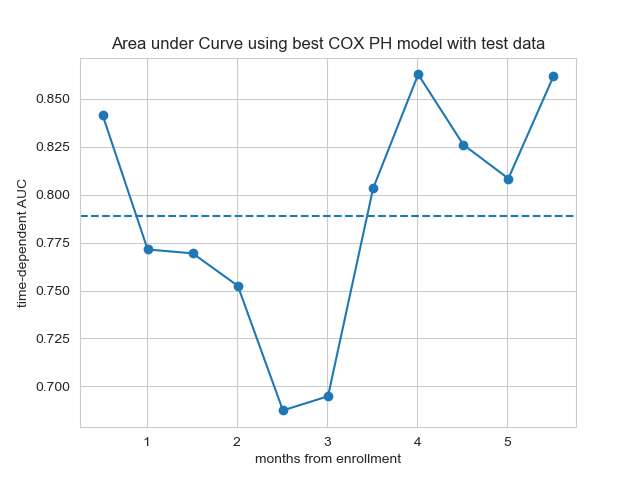 Area under Curve using best COX PH model with test data
time-dependent AUC
0.850
0.825
0.800
0.775
0.750
0.725
0.700
1 2 3 4 5
months from enrollment